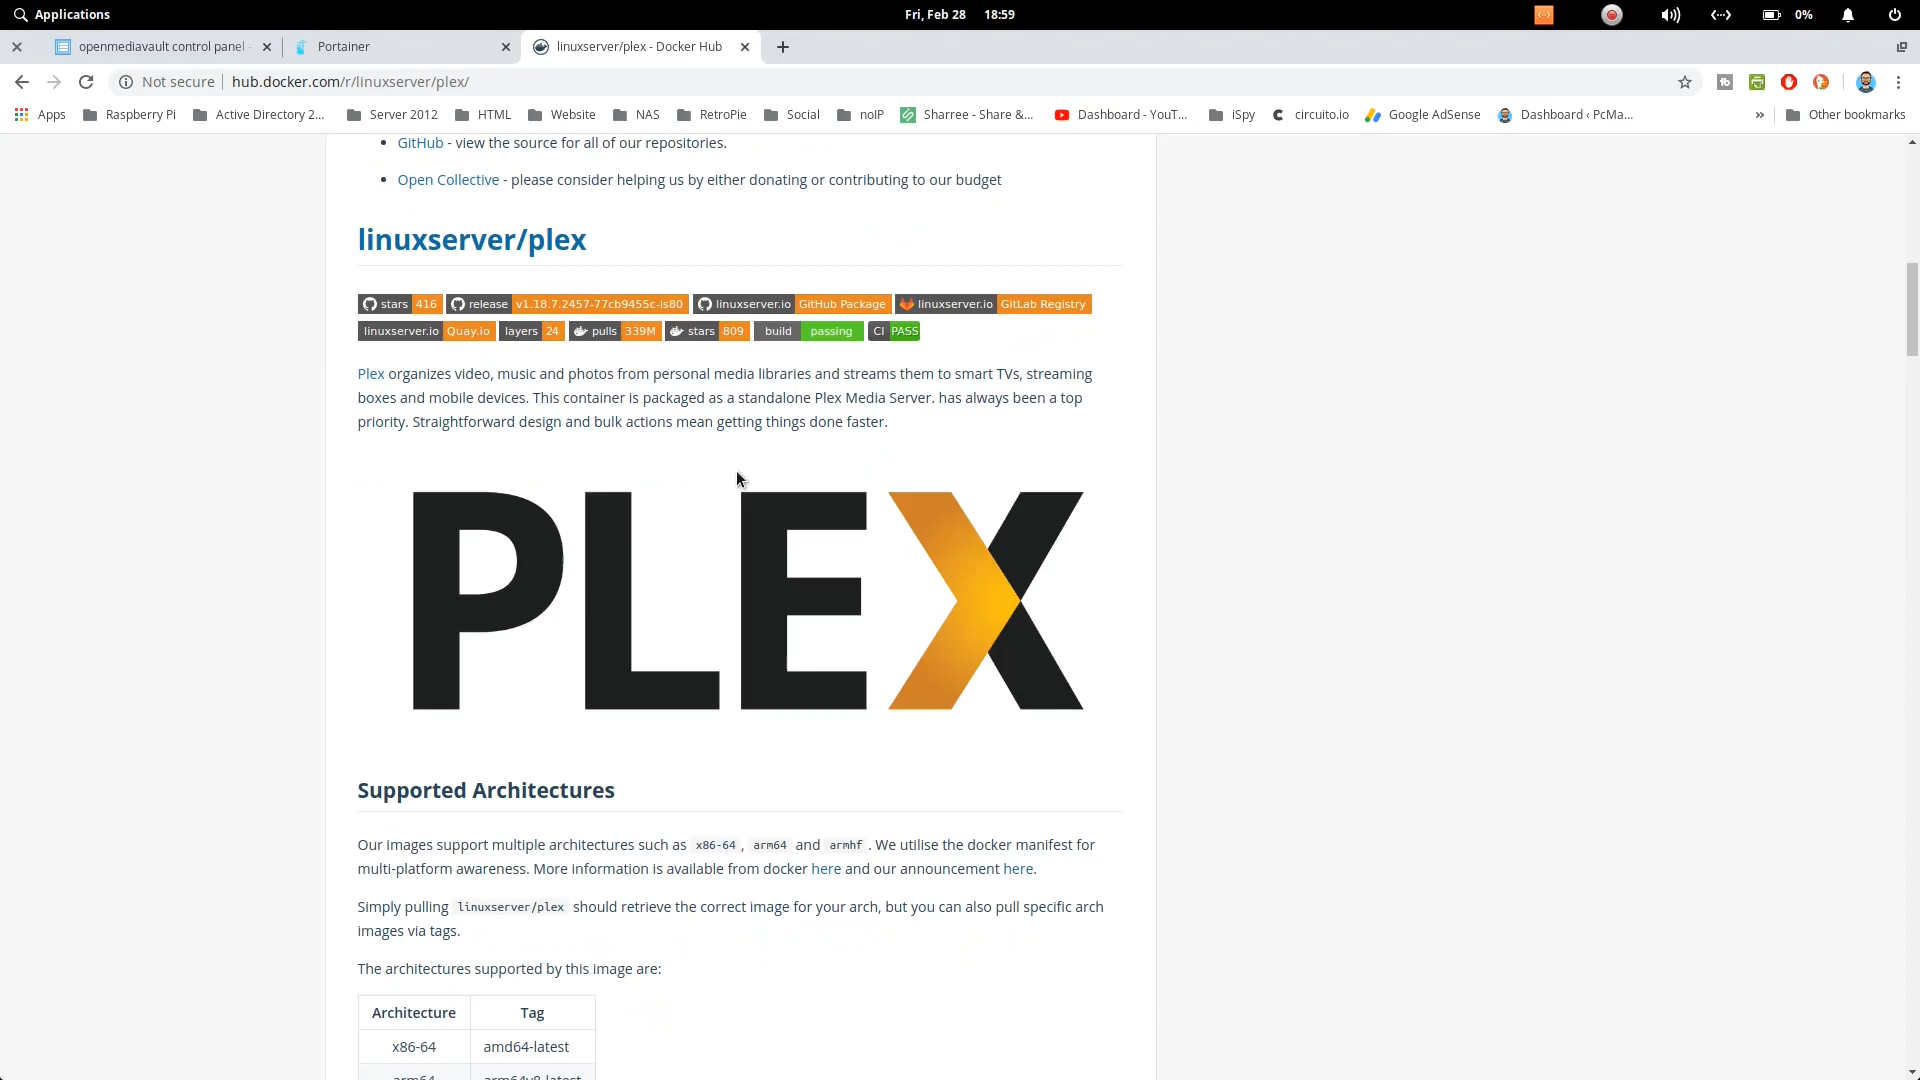 Applications
Fri, Feb 28 18:59
0%
openmediavault control panel -
Portainer
linuxserver/plex - Docker Hub
Not secure | hub.docker.com/r/linuxserver/plex/
Apps
Raspberry Pi
Active Directory 2...
Server 2012
HTML
Website
NAS
RetroPie
Social
noIP
Sharree - Share &...
Dashboard - YouT...
iSpy
circuito.io
Google AdSense
Dashboard ‹ PcMa...
»
Other bookmarks
• GitHub - view the source for all of our repositories.
• Open Collective - please consider helping us by either donating or contributing to our budget
linuxserver/plex
stars 416 release v1.18.7.2457-77cb9455c-ls80 linuxserver.io GitHub Package linuxserver.io GitLab Registry
linuxserver.io Quay.io layers 24 pulls 339M stars 809 build passing CI PASS
Plex organizes video, music and photos from personal media libraries and streams them to smart TVs, streaming
boxes and mobile devices. This container is packaged as a standalone Plex Media Server. has always been a top
priority. Straightforward design and bulk actions mean getting things done faster.
PLEX
Supported Architectures
Our images support multiple architectures such as x86-64 , arm64 and armhf . We utilise the docker manifest for
multi-platform awareness. More information is available from docker here and our announcement here.
Simply pulling linuxserver/plex should retrieve the correct image for your arch, but you can also pull specific arch
images via tags.
The architectures supported by this image are:
Architecture Tag
x86-64 amd64-latest
arm64 arm64v8-latest